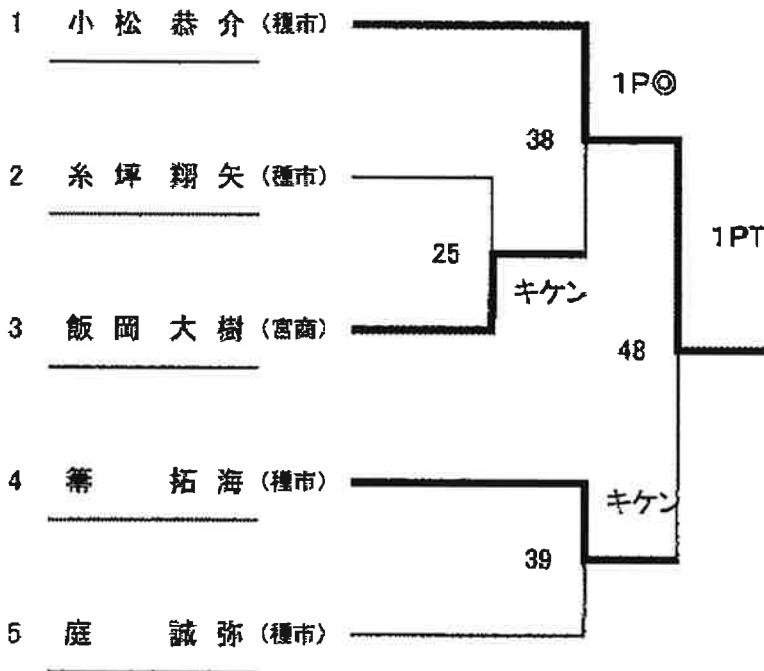 1 小松恭介 (種市)
1P◎
38
2 糸坪翔矢 (種市)
25
1PT
キケン
3 飯岡大樹 (宮商)
48
4 箒 拓海 (種市)
キケン
39
5 庭 誠弥 (種市)